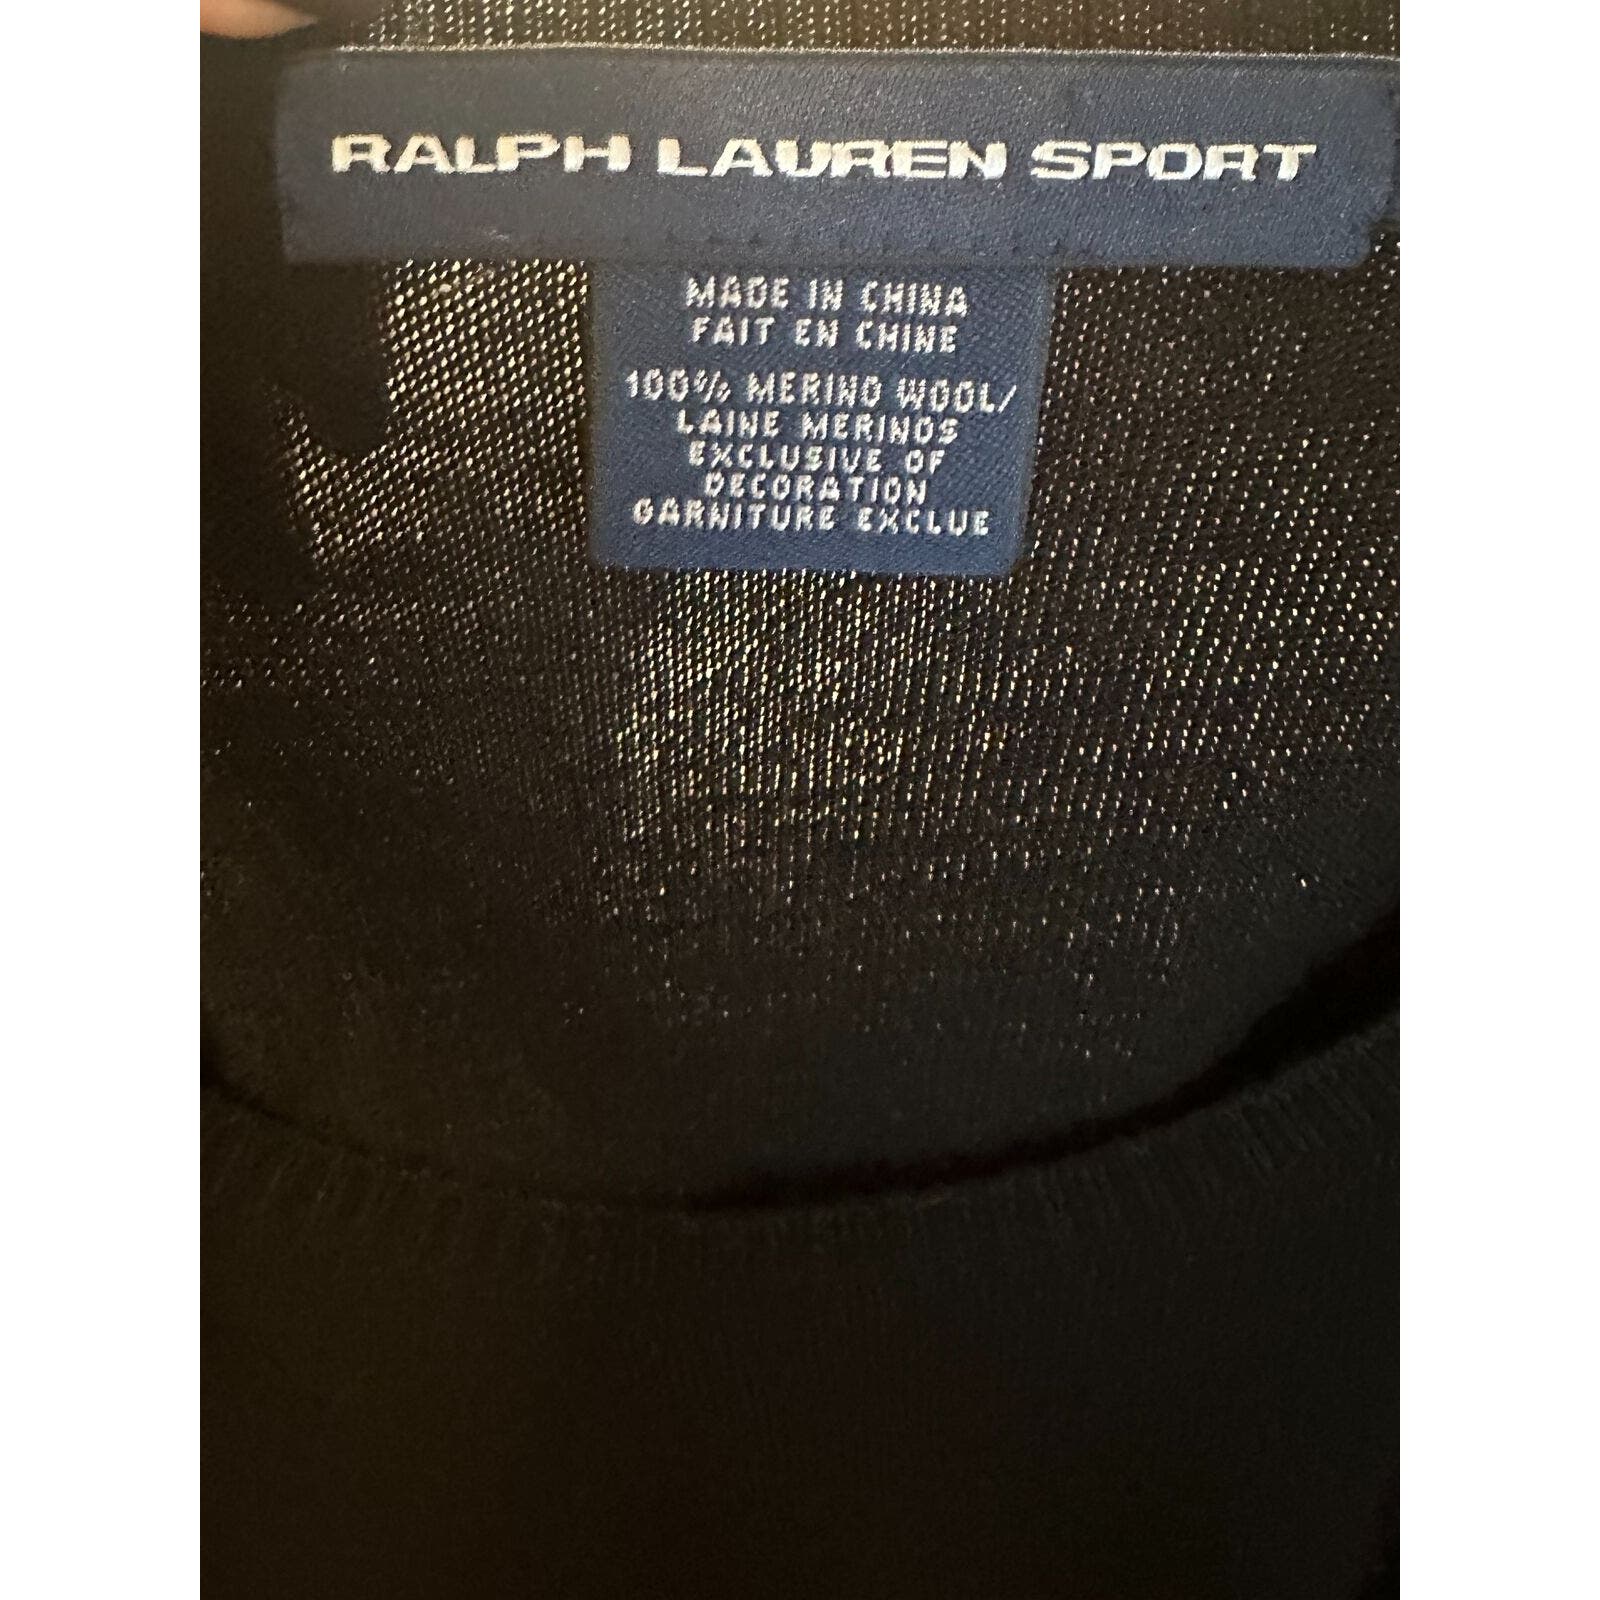 RALPH LAUREN SPORT
MADE IN CHINA
FAIT EN CHINE
100% MERINO WOOL/
LAINE MERINOS
EXCLUSIVE OF
DECORATION
GARNITURE EXCLUE